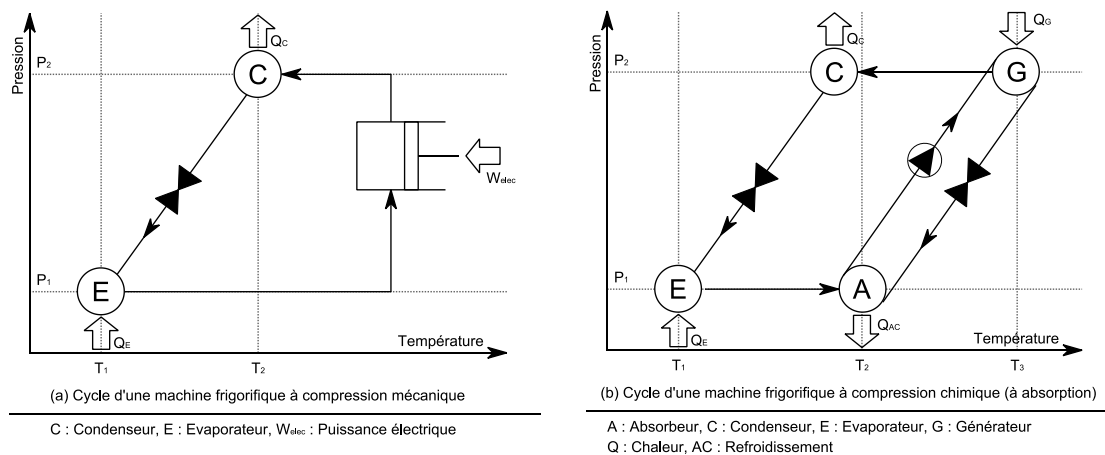 Pression
P2
P1
QC
C
E
QE
Welec
Température
T1
T2
(a) Cycle d'une machine frigorifique à compression mécanique
C : Condenseur, E : Evaporateur, Welec : Puissance électrique
Pression
P2
P1
QC
QG
C
G
E
A
QE
QAC
Température
T1
T2
T3
(b) Cycle d'une machine frigorifique à compression chimique (à absorption)
A : Absorbeur, C : Condenseur, E : Evaporateur, G : Générateur
Q : Chaleur, AC : Refroidissement